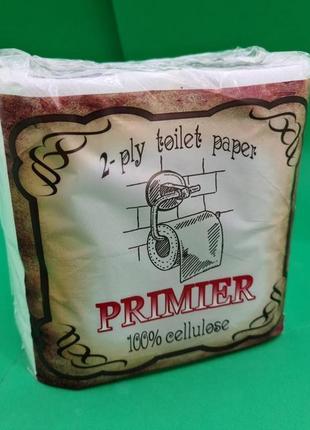 2-ply toilet paper
PRIMIER
100% cellulose